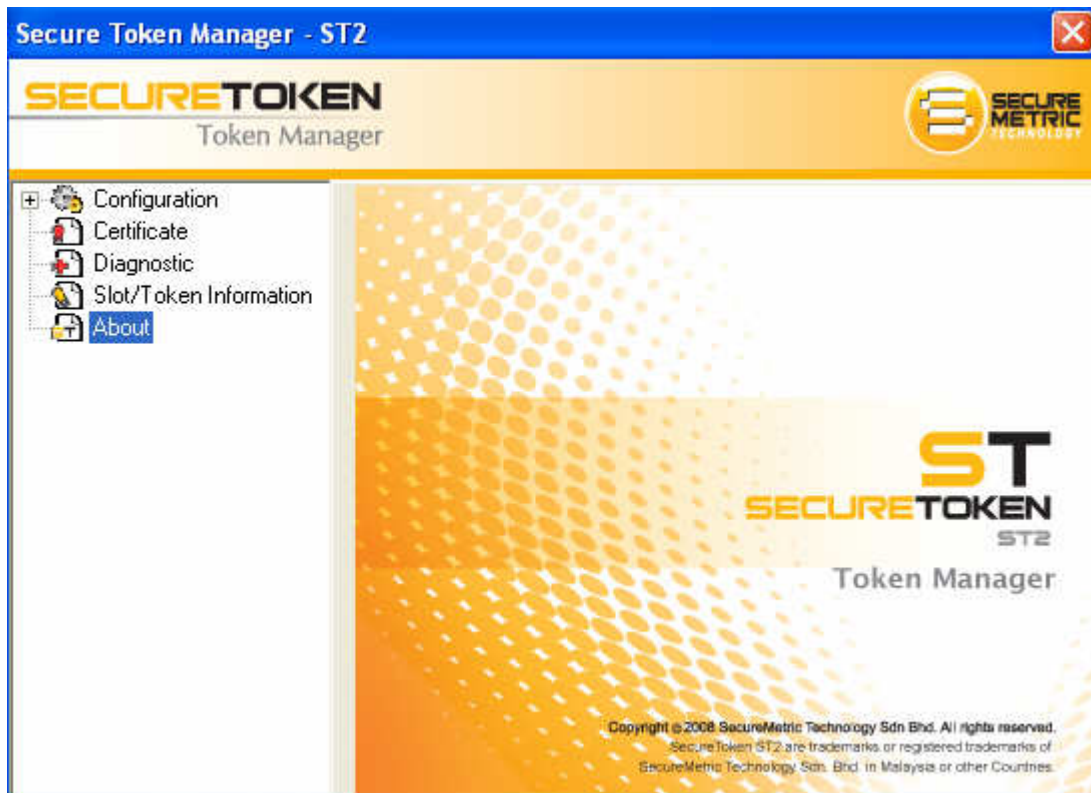 Secure Token Manager - ST2
SECURETOKEN
Token Manager
SECURE
METRIC
TECHNOLOGY
Configuration
Certificate
Diagnostic
Slot/Token Information
About
ST
SECURETOKEN
ST2
Token Manager
Copyright @ 2008 SecureMetric Technology Sdn Bhd. All rights reserved.
SecureToken ST2 are trademarks or registered trademarks of
SecureMetric Technology Sdn. Bhd. in Malaysia or other Countries.